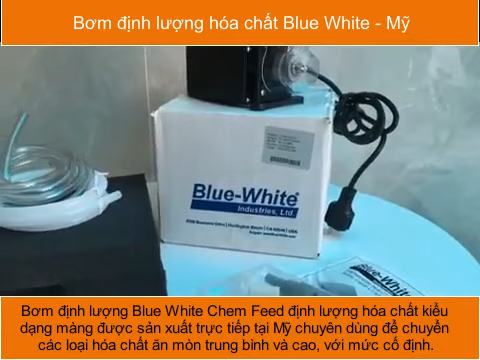 Bơm định lượng hóa chất Blue White - Mỹ
Blue-White®
Industries, Ltd.
Blue-White
Bơm định lượng Blue White Chem Feed định lượng hóa chất kiểu
dạng màng được sản xuất trực tiếp tại Mỹ chuyên dùng để chuyển
các loại hóa chất ăn mòn trung bình và cao, với mức cố định.